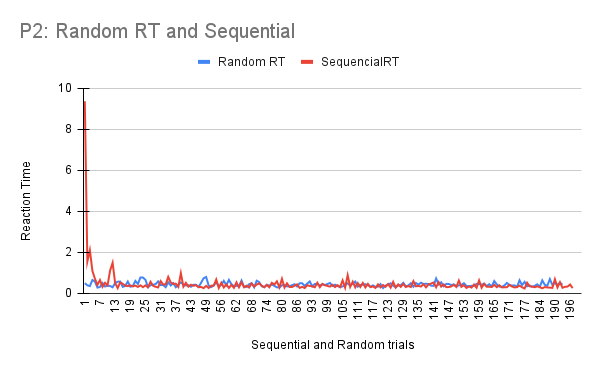 P2: Random RT and Sequential
Random RT
SequencialRT
10
8
6
4
2
0
Reaction Time
1 7 13 19 25 31 37 43 49 56 62 68 74 80 86 93 99 105 111 117 123 129 135 141 147 153 159 165 171 177 184 190 196
Sequential and Random trials